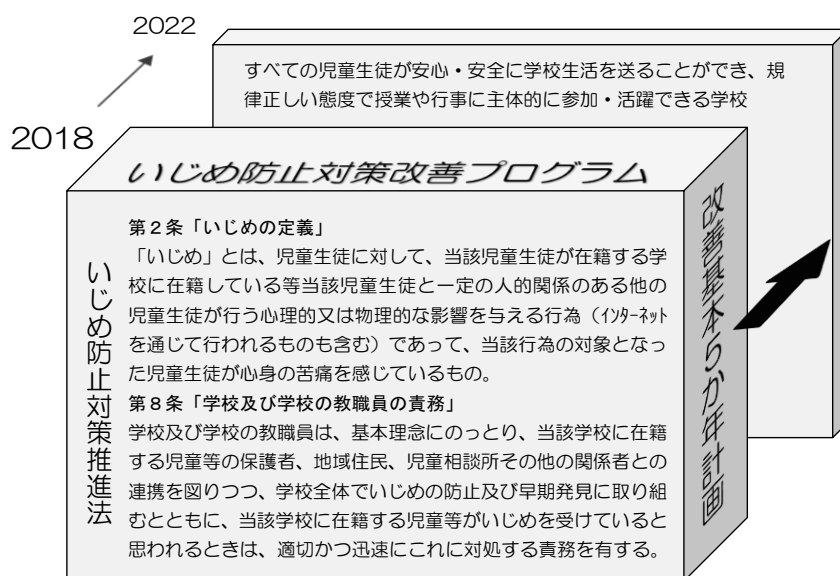 2022
すべての児童生徒が安心・安全に学校生活を送ることができ、規
律正しい態度で授業や行事に主体的に参加・活躍できる学校
2018
いじめ防止対策改善プログラム
いじめ防止対策推進法
第２条「いじめの定義」
「いじめ」とは、児童生徒に対して、当該児童生徒が在籍する学
校に在籍している等当該児童生徒と一定の人的関係のある他の
児童生徒が行う心理的又は物理的な影響を与える行為（ｲﾝﾀｰﾈｯﾄ
を通じて行われるものも含む）であって、当該行為の対象となっ
た児童生徒が心身の苦痛を感じているもの。
第８条「学校及び学校の教職員の責務」
学校及び学校の教職員は、基本理念にのっとり、当該学校に在籍
する児童等の保護者、地域住民、児童相談所その他の関係者との
連携を図りつつ、学校全体でいじめの防止及び早期発見に取り組
むとともに、当該学校に在籍する児童等がいじめを受けていると
思われるときは、適切かつ迅速にこれに対処する責務を有する。
改善基本５か年計画